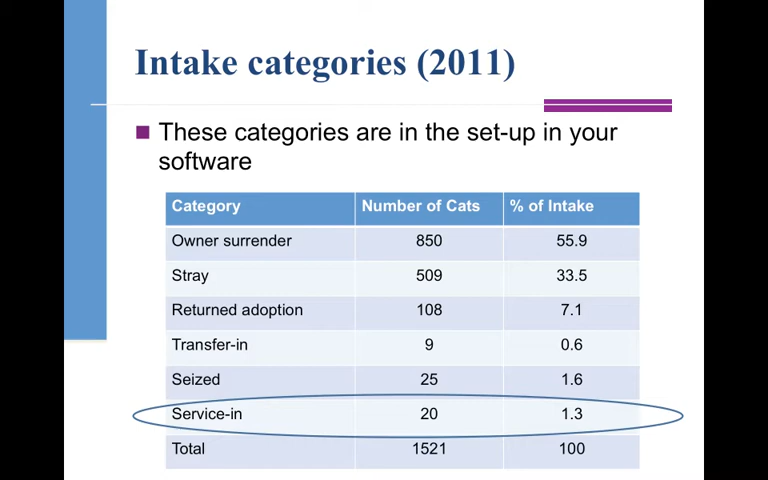 Intake categories (2011)
These categories are in the set-up in your
software
Category Number of Cats % of Intake
Owner surrender 850 55.9
Stray 509 33.5
Returned adoption 108 7.1
Transfer-in 9 0.6
Seized 25 1.6
Service-in 20 1.3
Total 1521 100